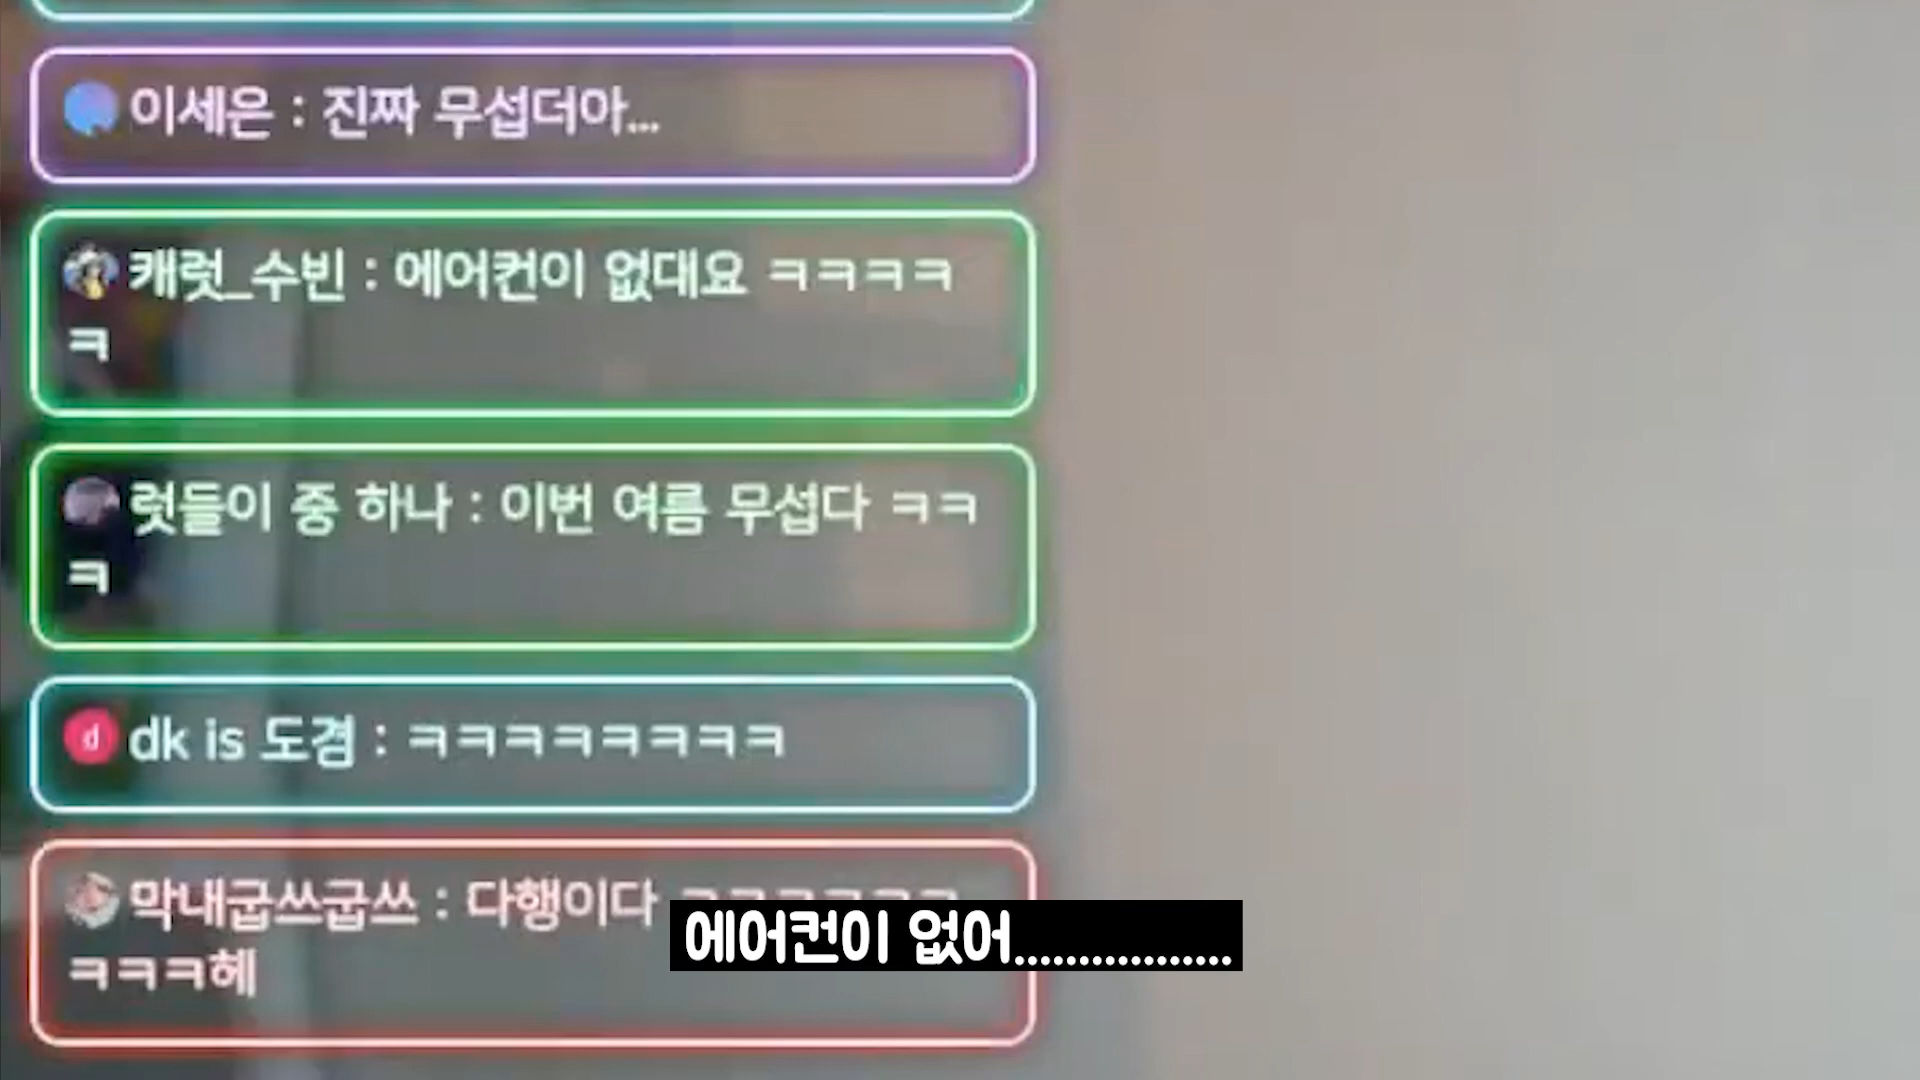 이세은 : 진짜 무섭더아...
캐럿_수빈 : 에어컨이 없대요 ㅋㅋㅋㅋ
ㅋ
럿들이 중 하나 : 이번 여름 무섭다 ㅋㅋ
ㅋ
d dk is 도겸 : ㅋㅋㅋㅋㅋㅋㅋㅋ
막내굽쓰굽쓰 : 다행이다 ㅋㅋㅋㅋㅋㅋ
ㅋㅋㅋ헤
에어컨이 없어.................